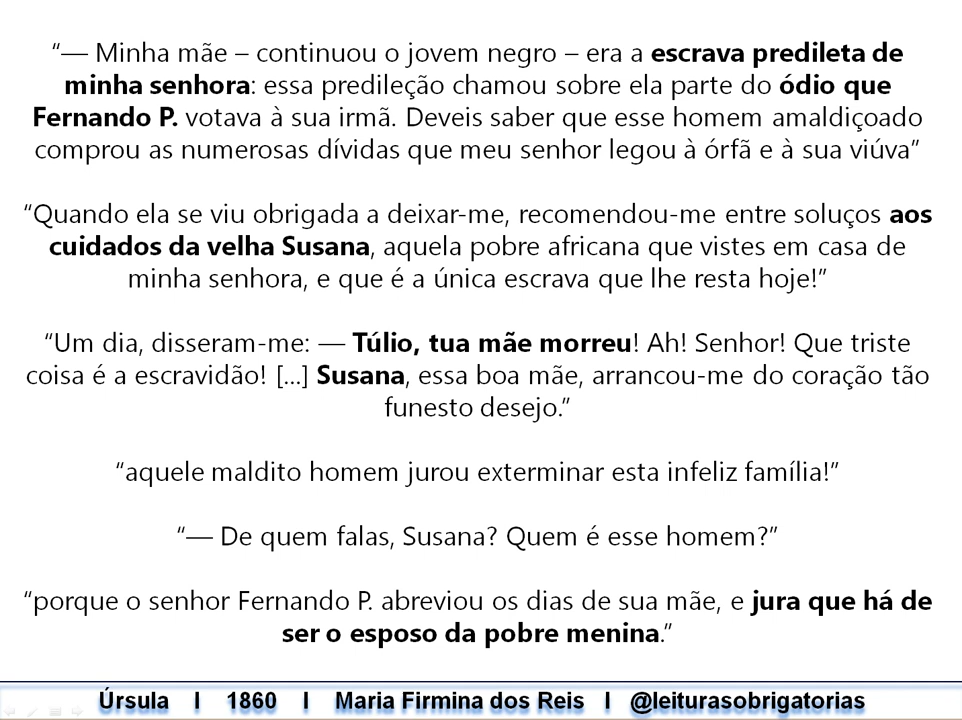 “— Minha mãe – continuou o jovem negro – era a escrava predileta de
minha senhora: essa predileção chamou sobre ela parte do ódio que
Fernando P. votava à sua irmã. Deveis saber que esse homem amaldiçoado
comprou as numerosas dívidas que meu senhor legou à órfã e à sua viúva”
“Quando ela se viu obrigada a deixar-me, recomendou-me entre soluços aos
cuidados da velha Susana, aquela pobre africana que vistes em casa de
minha senhora, e que é a única escrava que lhe resta hoje!”
“Um dia, disseram-me: — Túlio, tua mãe morreu! Ah! Senhor! Que triste
coisa é a escravidão! [...] Susana, essa boa mãe, arrancou-me do coração tão
funesto desejo.”
“aquele maldito homem jurou exterminar esta infeliz família!”
“— De quem falas, Susana? Quem é esse homem?”
“porque o senhor Fernando P. abreviou os dias de sua mãe, e jura que há de
ser o esposo da pobre menina.”
Úrsula I 1860 I Maria Firmina dos Reis I @leiturasobrigatorias